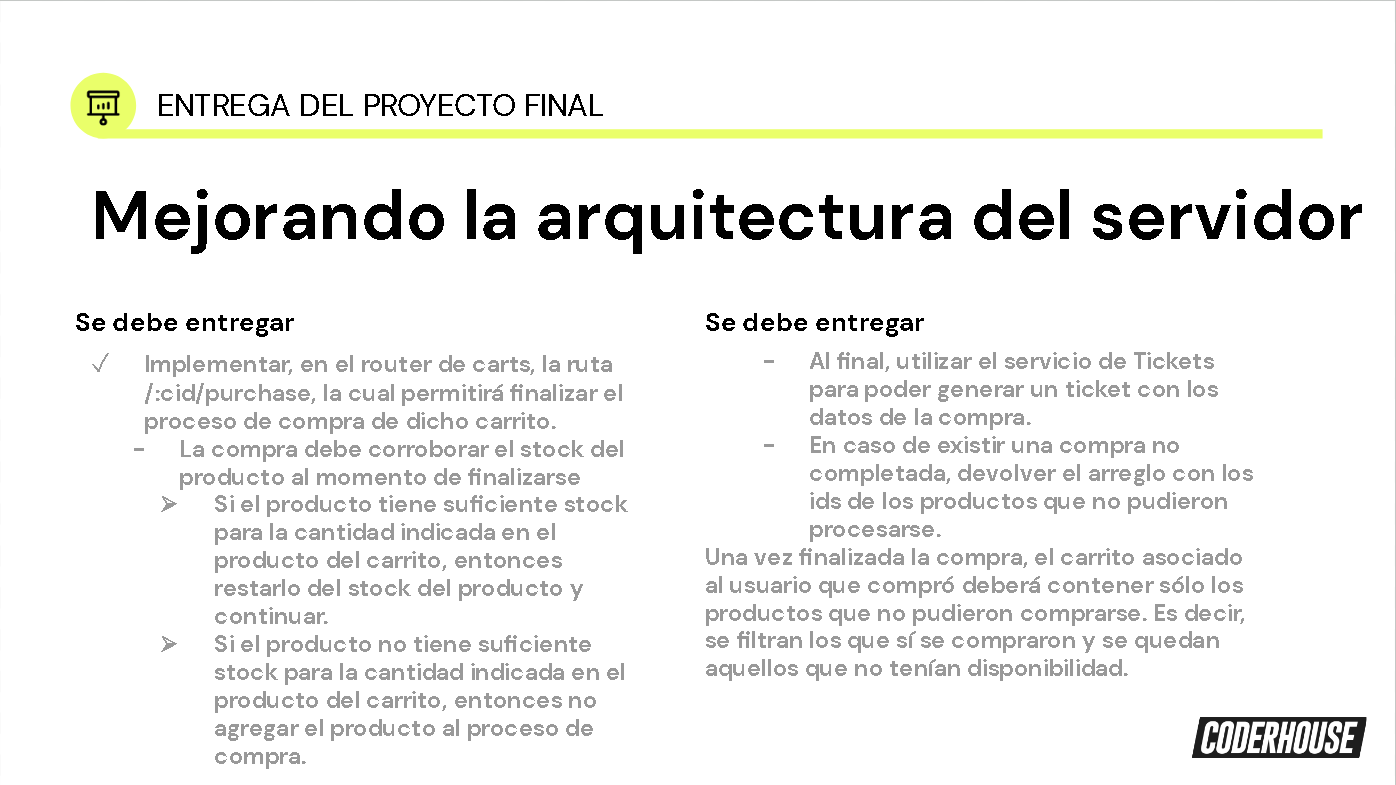 ENTREGA DEL PROYECTO FINAL
Mejorando la arquitectura del servidor
Se debe entregar
✓ Implementar, en el router de carts, la ruta
/:cid/purchase, la cual permitirá finalizar el
proceso de compra de dicho carrito.
- La compra debe corroborar el stock del
producto al momento de finalizarse
➢ Si el producto tiene suficiente stock
para la cantidad indicada en el
producto del carrito, entonces
restarlo del stock del producto y
continuar.
➢ Si el producto no tiene suficiente
stock para la cantidad indicada en el
producto del carrito, entonces no
agregar el producto al proceso de
compra.
Se debe entregar
- Al final, utilizar el servicio de Tickets
para poder generar un ticket con los
datos de la compra.
- En caso de existir una compra no
completada, devolver el arreglo con los
ids de los productos que no pudieron
procesarse.
Una vez finalizada la compra, el carrito asociado
al usuario que compró deberá contener sólo los
productos que no pudieron comprarse. Es decir,
se filtran los que sí se compraron y se quedan
aquellos que no tenían disponibilidad.
CODERHOUSE